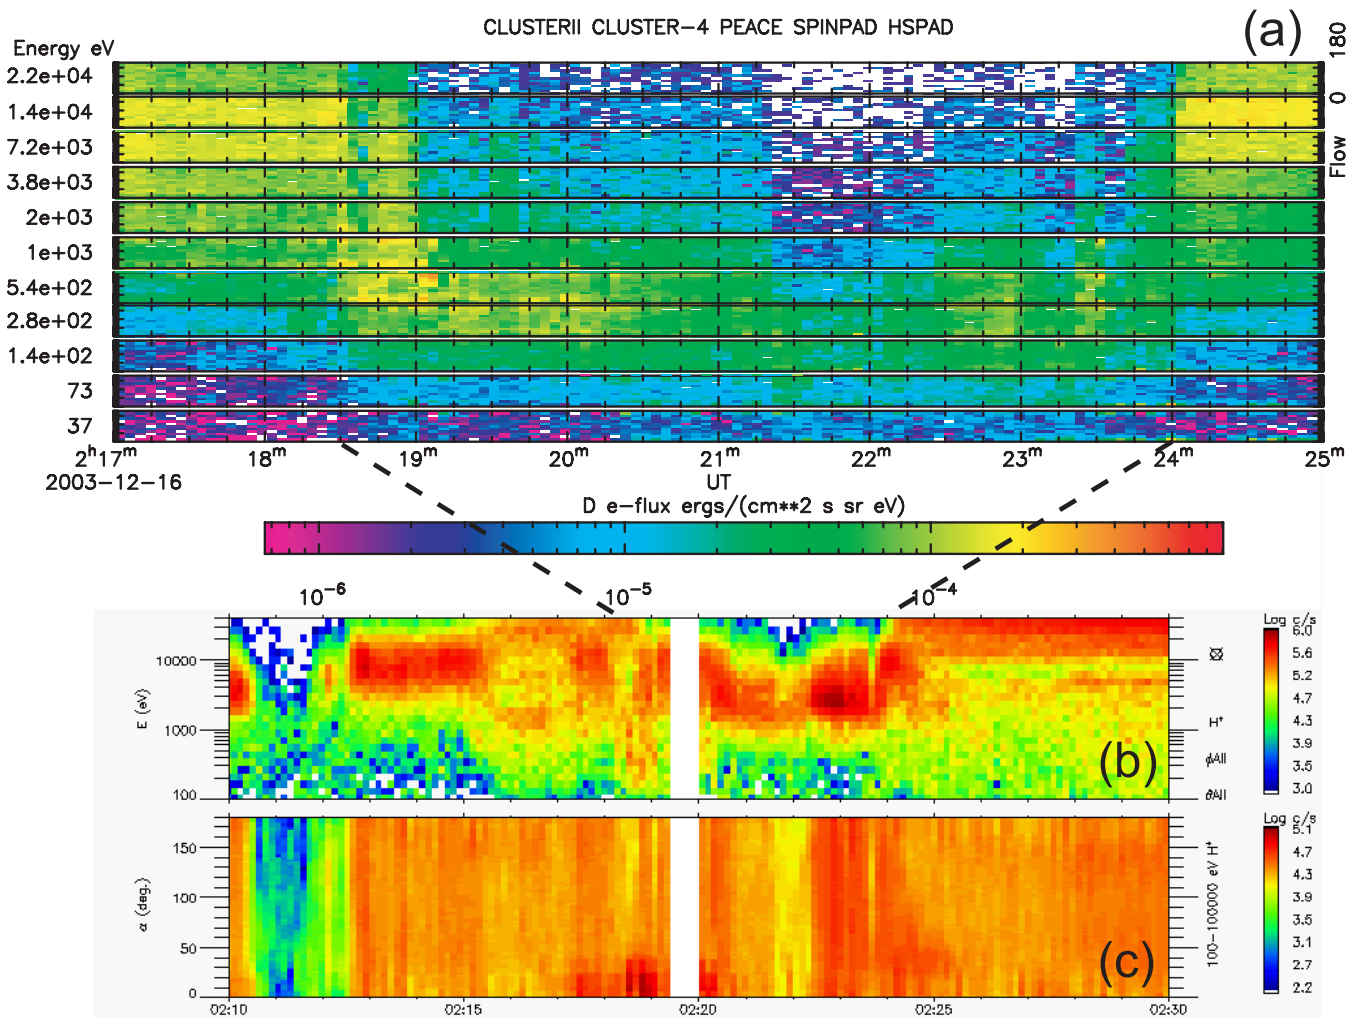 CLUSTERII CLUSTER-4 PEACE SPINPAD HSPAD
(a)
Energy eV
180
0
Flow
2.2e+04
1.4e+04
7.2e+03
3.8e+03
2e+03
1e+03
5.4e+02
2.8e+02
1.4e+02
73
37
2h17m 18m 19m 20m 21m 22m 23m 24m 25m
2003-12-16
UT
D e-flux ergs/(cm**2 s sr eV)
10-6 10-5 10-4
Log c/s
6.0
5.6
5.2
4.7
4.3
3.9
3.5
3.0
10000
1000
100
E (eV)
H+
ϕAll
ϑAll
(b)
Log c/s
5.1
4.7
4.3
3.9
3.5
3.1
2.7
2.2
150
100
50
0
α (deg.)
100-100000 eV H+
(c)
02:10 02:15 02:20 02:25 02:30